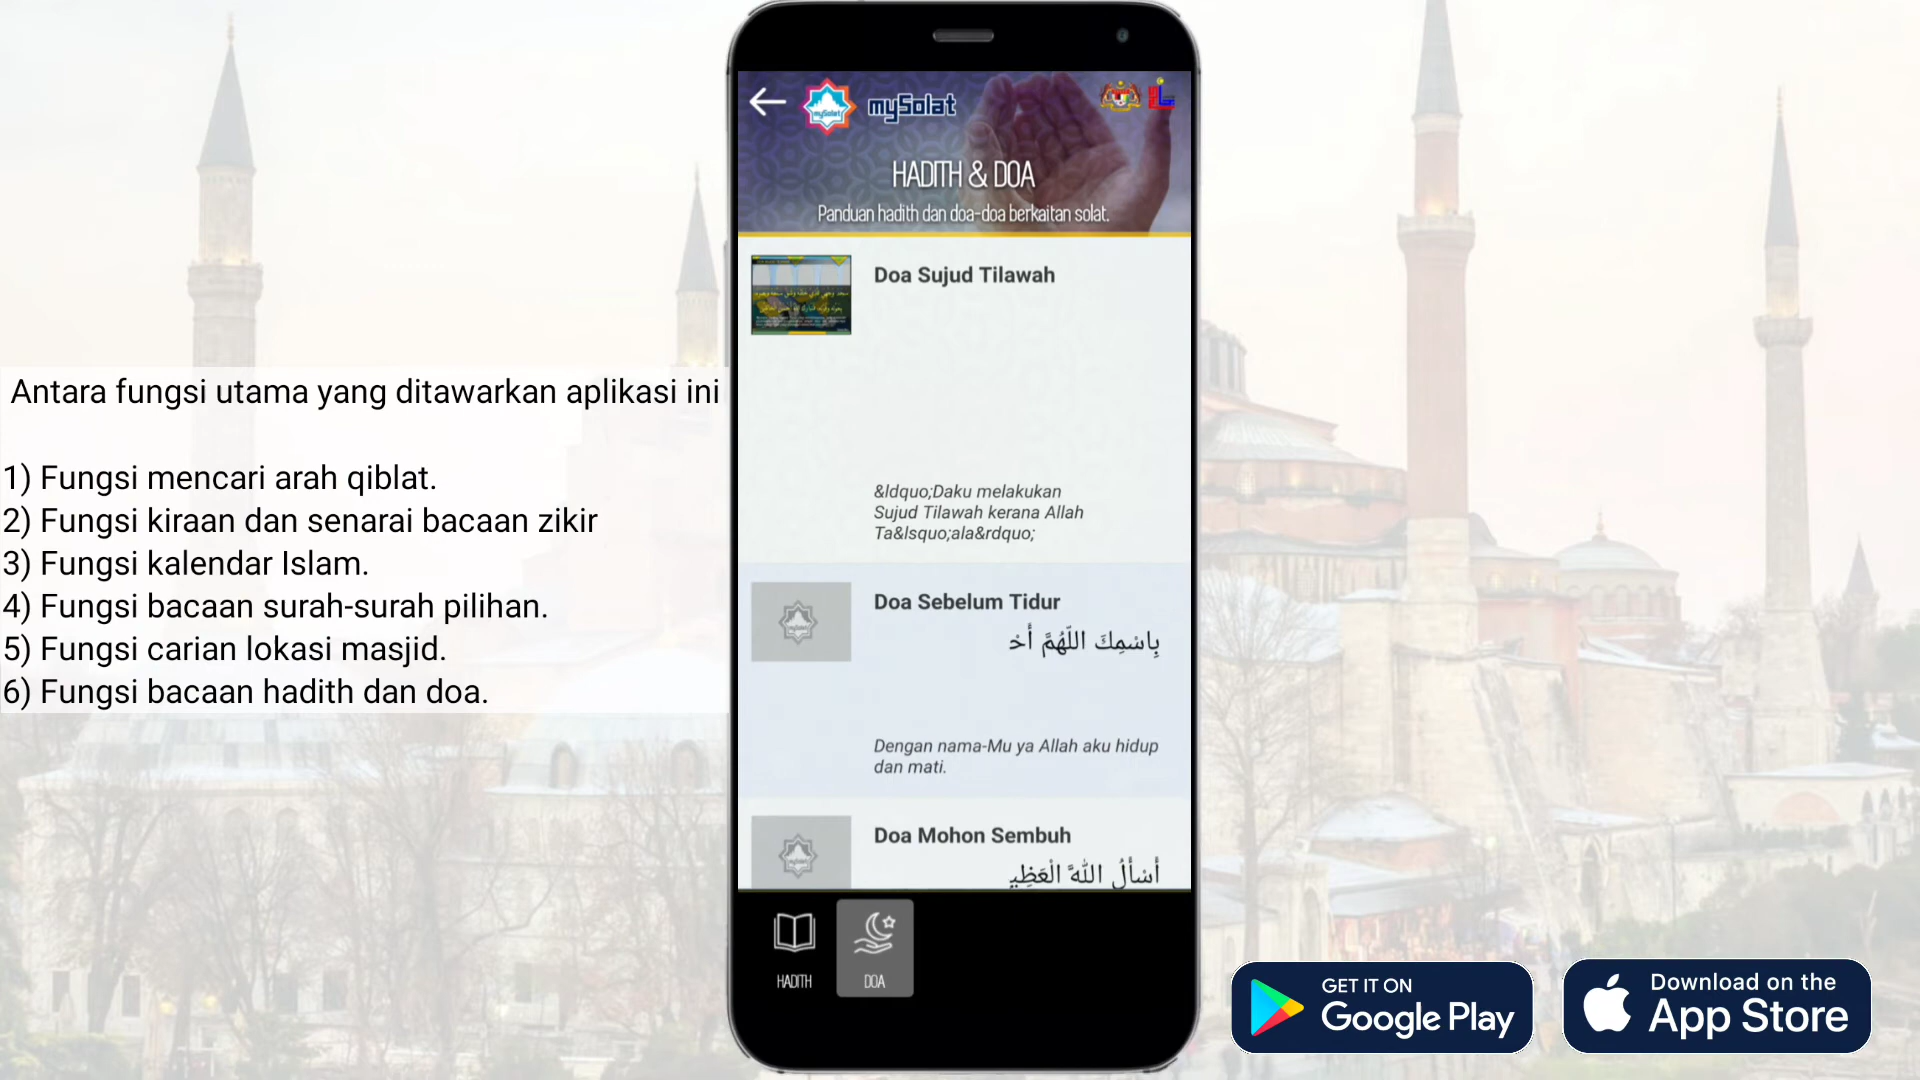 Antara fungsi utama yang ditawarkan aplikasi ini
1) Fungsi mencari arah qiblat.
2) Fungsi kiraan dan senarai bacaan zikir
3) Fungsi kalendar Islam.
4) Fungsi bacaan surah-surah pilihan.
5) Fungsi carian lokasi masjid.
6) Fungsi bacaan hadith dan doa.
mySolat
HADITH & DOA
Panduan hadith dan doa-doa berkaitan solat.
Doa Sujud Tilawah
&ldquo;Daku melakukan
Sujud Tilawah kerana Allah
Ta&lsquo;ala&rdquo;
Doa Sebelum Tidur
بِاسْمِكَ اللّهُمَّ أَحْ
Dengan nama-Mu ya Allah aku hidup
dan mati.
Doa Mohon Sembuh
أَسْأَلُ اللَّهَ الْعَظِيْ
HADITH
DOA
GET IT ON
Google Play
Download on the
App Store